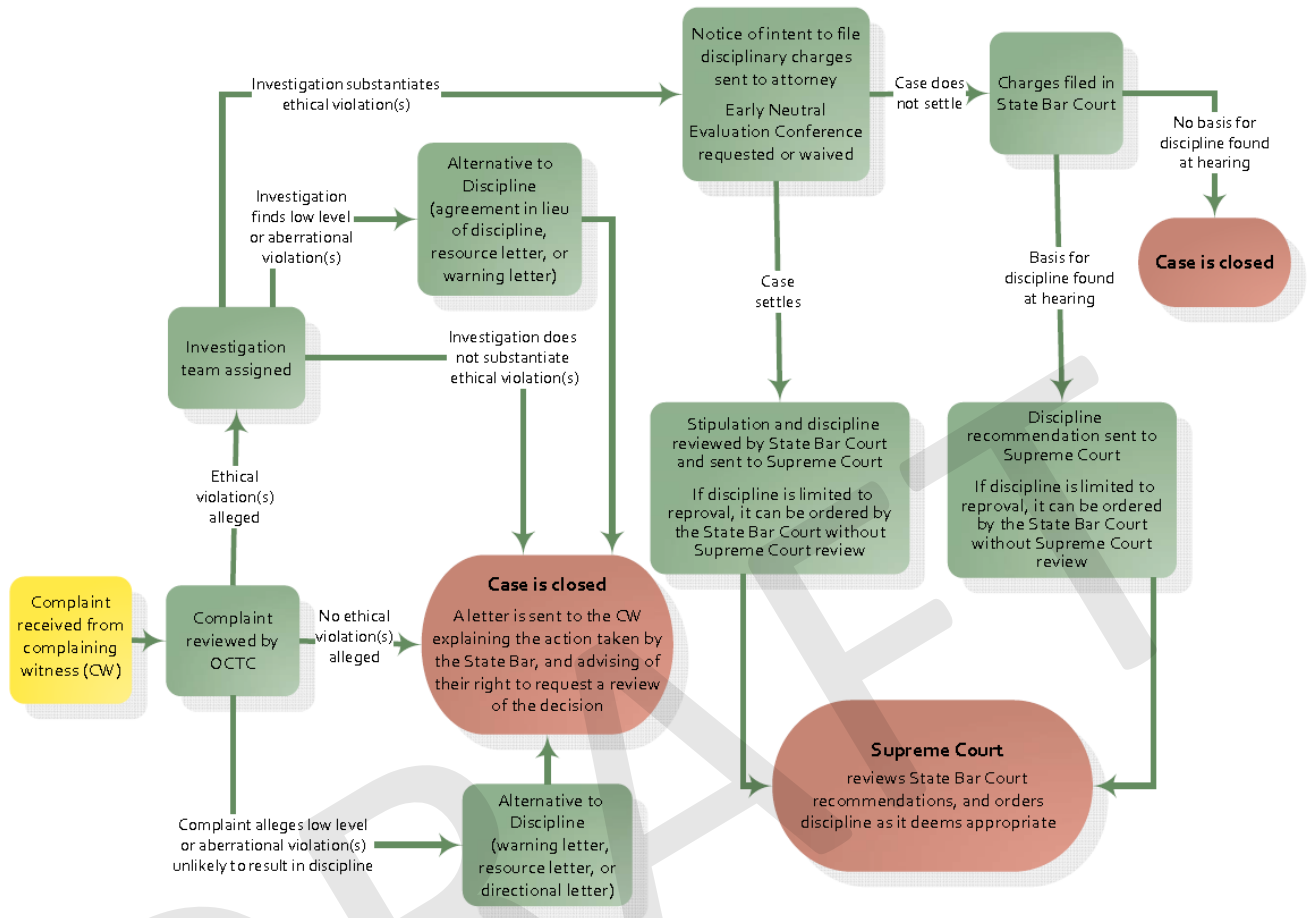 Complaint
received from
complaining
witness (CW)
Complaint
reviewed by
OCTC
No ethical
violation(s)
alleged
Ethical
violation(s)
alleged
Complaint alleges low level
or aberrational violation(s)
unlikely to result in discipline
Alternative to
Discipline
(warning letter,
resource letter, or
directional letter)
Investigation
team assigned
Investigation does
not substantiate
ethical violation(s)
Investigation
finds low level
or aberrational
violation(s)
Alternative to
Discipline
(agreement in lieu
of discipline,
resource letter, or
warning letter)
Case is closed
A letter is sent to the CW
explaining the action taken by
the State Bar, and advising of
their right to request a review
of the decision
Investigation substantiates
ethical violation(s)
Notice of intent to file
disciplinary charges
sent to attorney
Early Neutral
Evaluation Conference
requested or waived
Case
settles
Stipulation and discipline
reviewed by State Bar Court
and sent to Supreme Court
If discipline is limited to
reproval, it can be ordered by
the State Bar Court without
Supreme Court review
Case does
not settle
Charges filed in
State Bar Court
No basis for
discipline found
at hearing
Case is closed
Basis for
discipline found
at hearing
Discipline
recommendation sent to
Supreme Court
If discipline is limited to
reproval, it can be ordered
by the State Bar Court
without Supreme Court
review
Supreme Court
reviews State Bar Court
recommendations, and orders
discipline as it deems appropriate
DRAFT